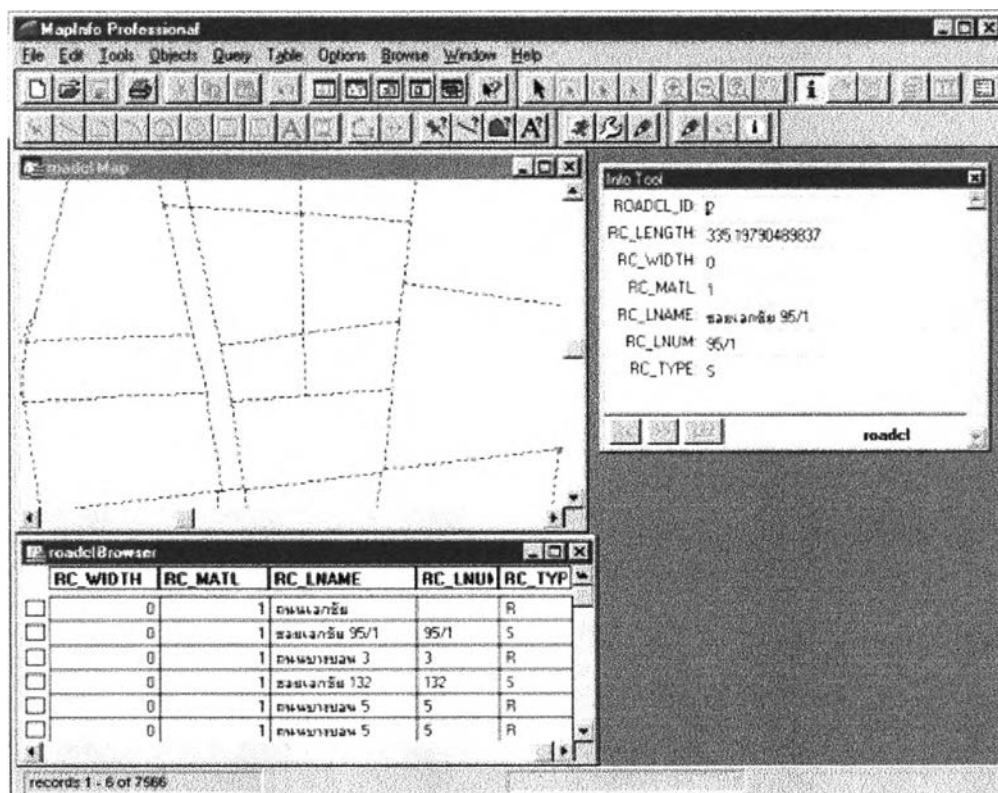 MapInfo Professional
File Edit Tools Objects Query Table Options Browse Window Help
roadcl Map
Info Tool
ROADCL_ID: 2
RC_LENGTH: 335.19790489837
RC_WIDTH: 0
RC_MATL: 1
RC_LNAME: ซอยเอกชัย 95/1
RC_LNUM: 95/1
RC_TYPE: S
roadcl
roadclBrowser
RC_WIDTH RC_MATL RC_LNAME RC_LNUM RC_TYP
0 1 ถนนเอกชัย R
0 1 ซอยเอกชัย 95/1 95/1 S
0 1 ถนนบางบอน 3 3 R
0 1 ซอยเอกชัย 132 132 S
0 1 ถนนบางบอน 5 5 R
0 1 ถนนบางบอน 5 5 R
records 1 - 6 of 7566